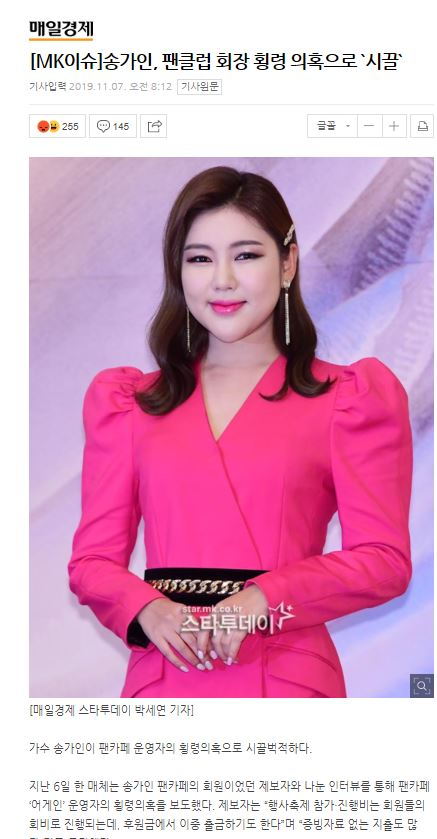 매일경제
[MK이슈]송가인, 팬클럽 회장 횡령 의혹으로 `시끌`
기사입력 2019.11.07. 오전 8:12 기사원문
255 145 글꼴
star.mk.co.kr
스타투데이
[매일경제 스타투데이 박세연 기자]
가수 송가인이 팬카페 운영자의 횡령의혹으로 시끌벅적하다.
지난 6일 한 매체는 송가인 팬카페의 회원이었던 제보자와 나눈 인터뷰를 통해 팬카페
‘어게인’ 운영자의 횡령의혹을 보도했다. 제보자는 “행사축제 참가·진행비는 회원들의
회비로 진행되는데, 후원금에서 이중 출금하기도 한다”며 “증빙자료 없는 지출도 많